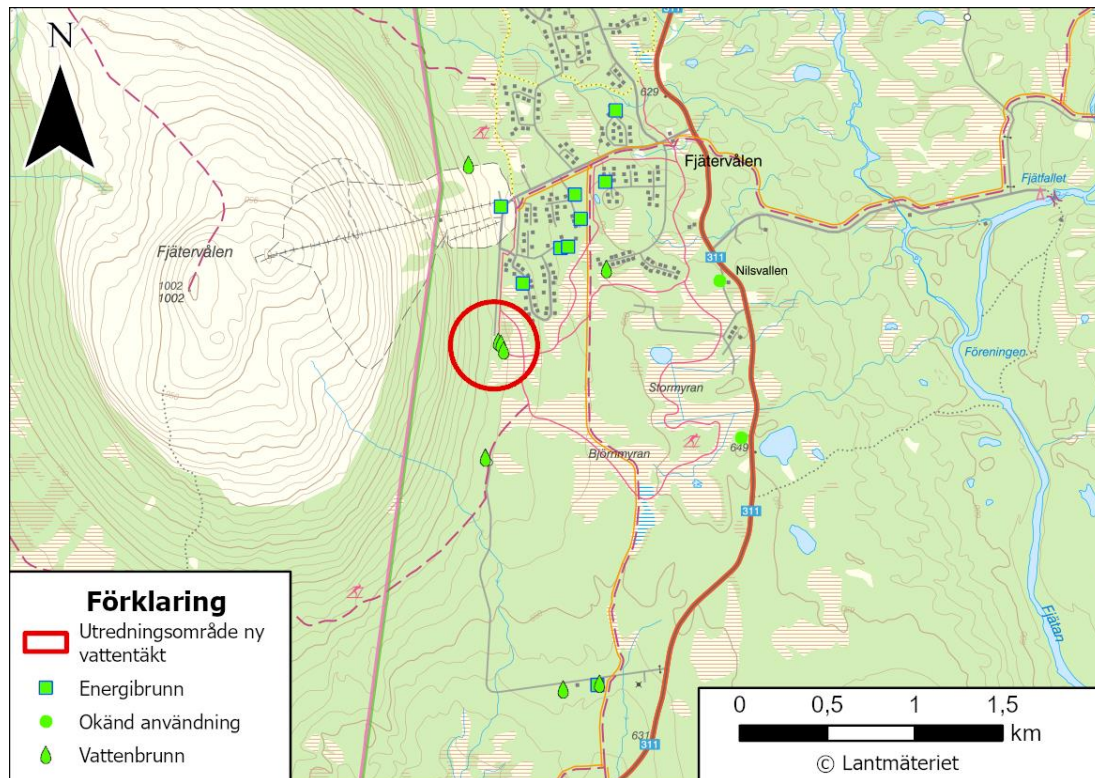 N
311
629
Fjätervålen
Fjätfallet
Fjätervålen
311
Nilsvallen
1002
1002
Föreningen
Stormyran
649
Björnmyran
311
Fjätan
631
311
Förklaring
Utredningsområde ny
vattentäkt
Energibrunn
Okänd användning
Vattenbrunn
0 0,5 1 1,5
km
© Lantmäteriet